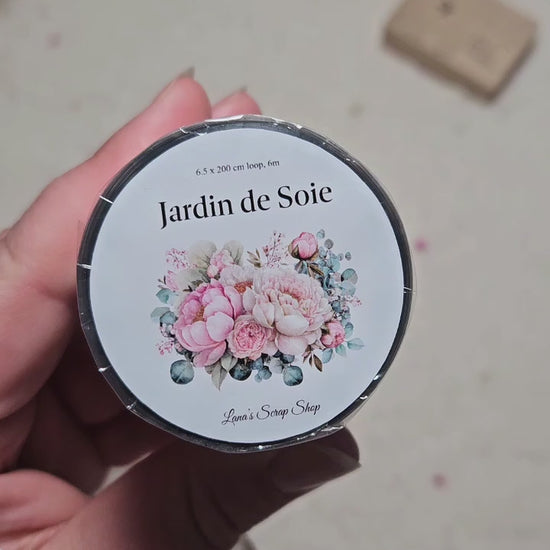 6.5 x 200 cm loop, 6m
Jardin de Soie
Lana's Scrap Shop